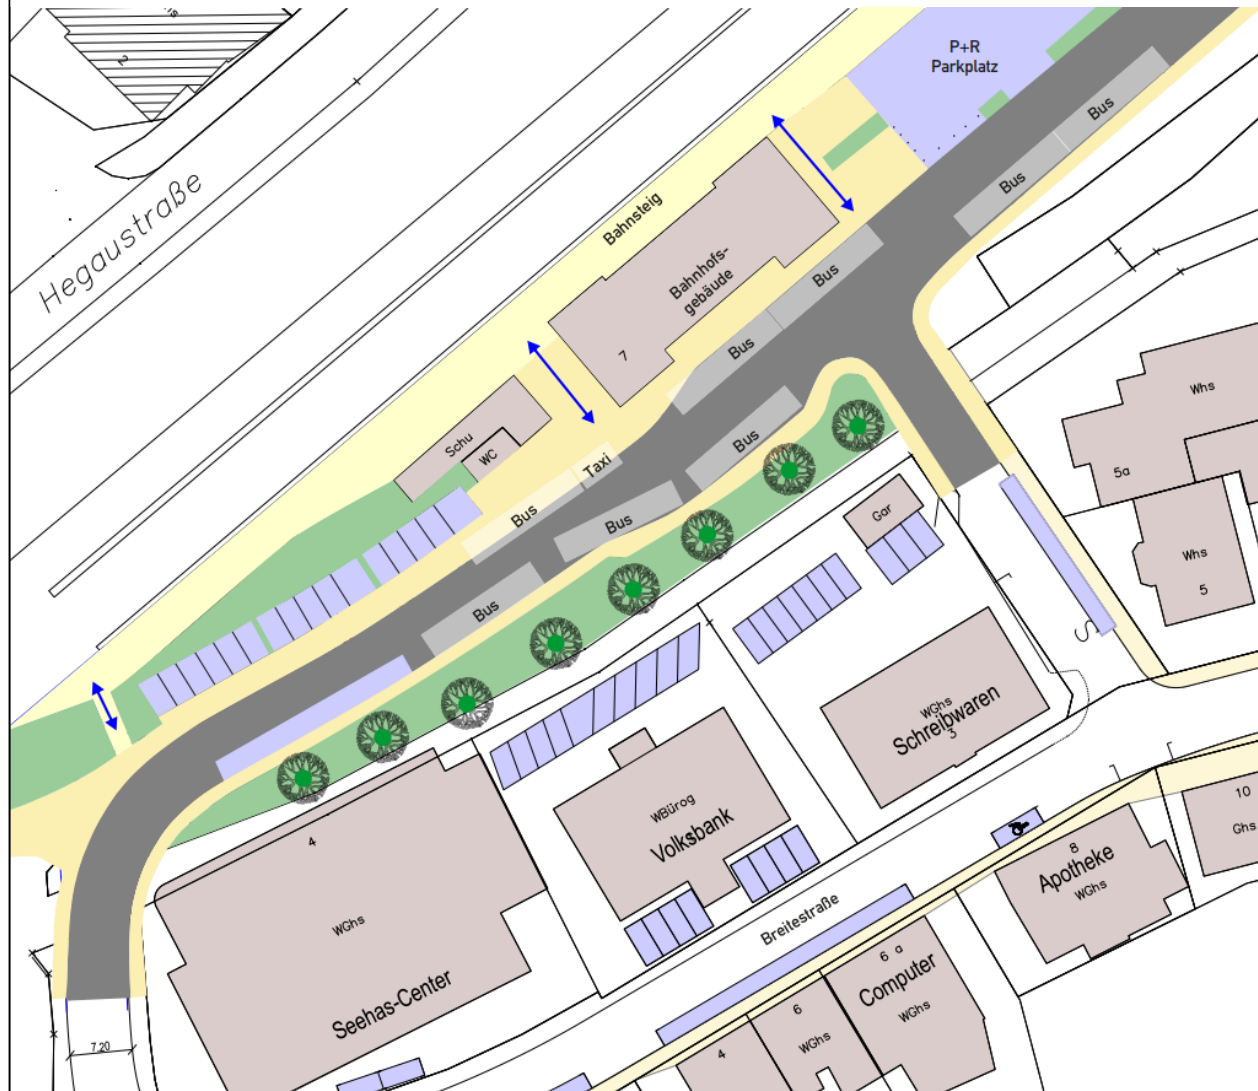 2
P+R
Parkplatz
Bus
Hegaustraße
Bus
Bahnsteig
Bahnhofs-
gebäude
Bus
Bus
7
Whs
Schu
WC
Taxi
Bus
Bus
Bus
5a
Gar
Whs
5
Bus
S
WGhs
3
Schreibwaren
WBürog
Volksbank
4
10
Ghs
8
Apotheke
WGhs
Breitestraße
WGhs
6 a
Computer
WGhs
Seehas-Center
6
WGhs
4
7.20